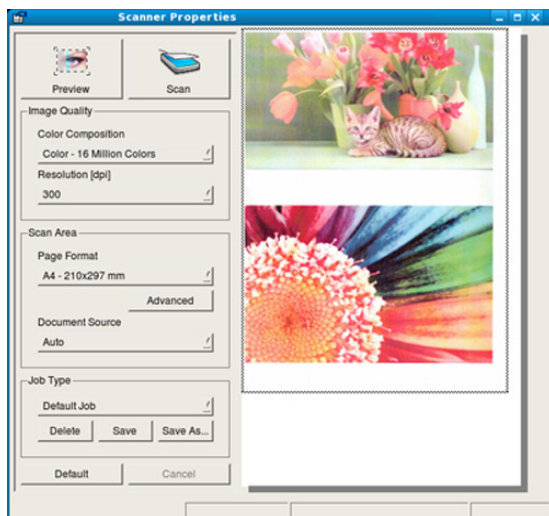 Scanner Properties
Preview
Scan
Image Quality
Color Composition
Color - 16 Million Colors
Resolution [dpi]
300
Scan Area
Page Format
A4 - 210x297 mm
Advanced
Document Source
Auto
Job Type
Default Job
Delete
Save
Save As...
Default
Cancel